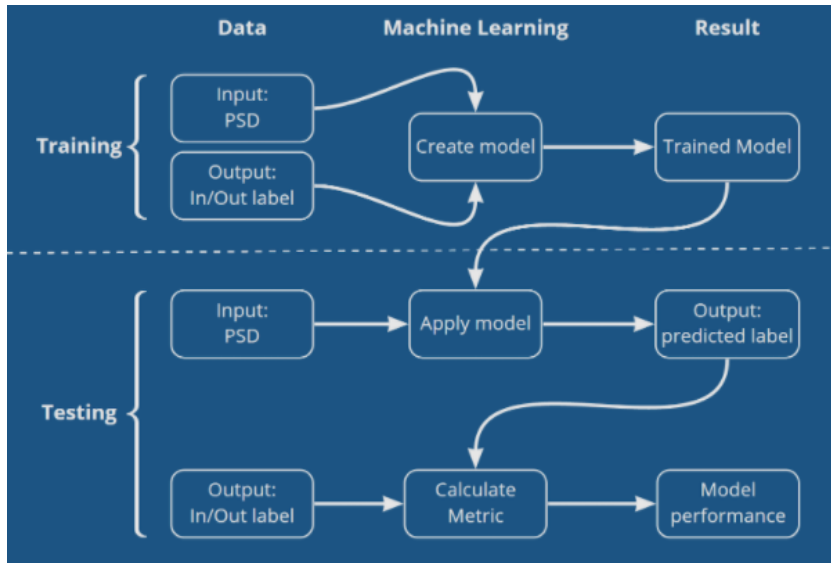 Data
Machine Learning
Result
Training
Input:
PSD
Output:
In/Out label
Create model
Trained Model
Testing
Input:
PSD
Apply model
Output:
predicted label
Output:
In/Out label
Calculate
Metric
Model
performance